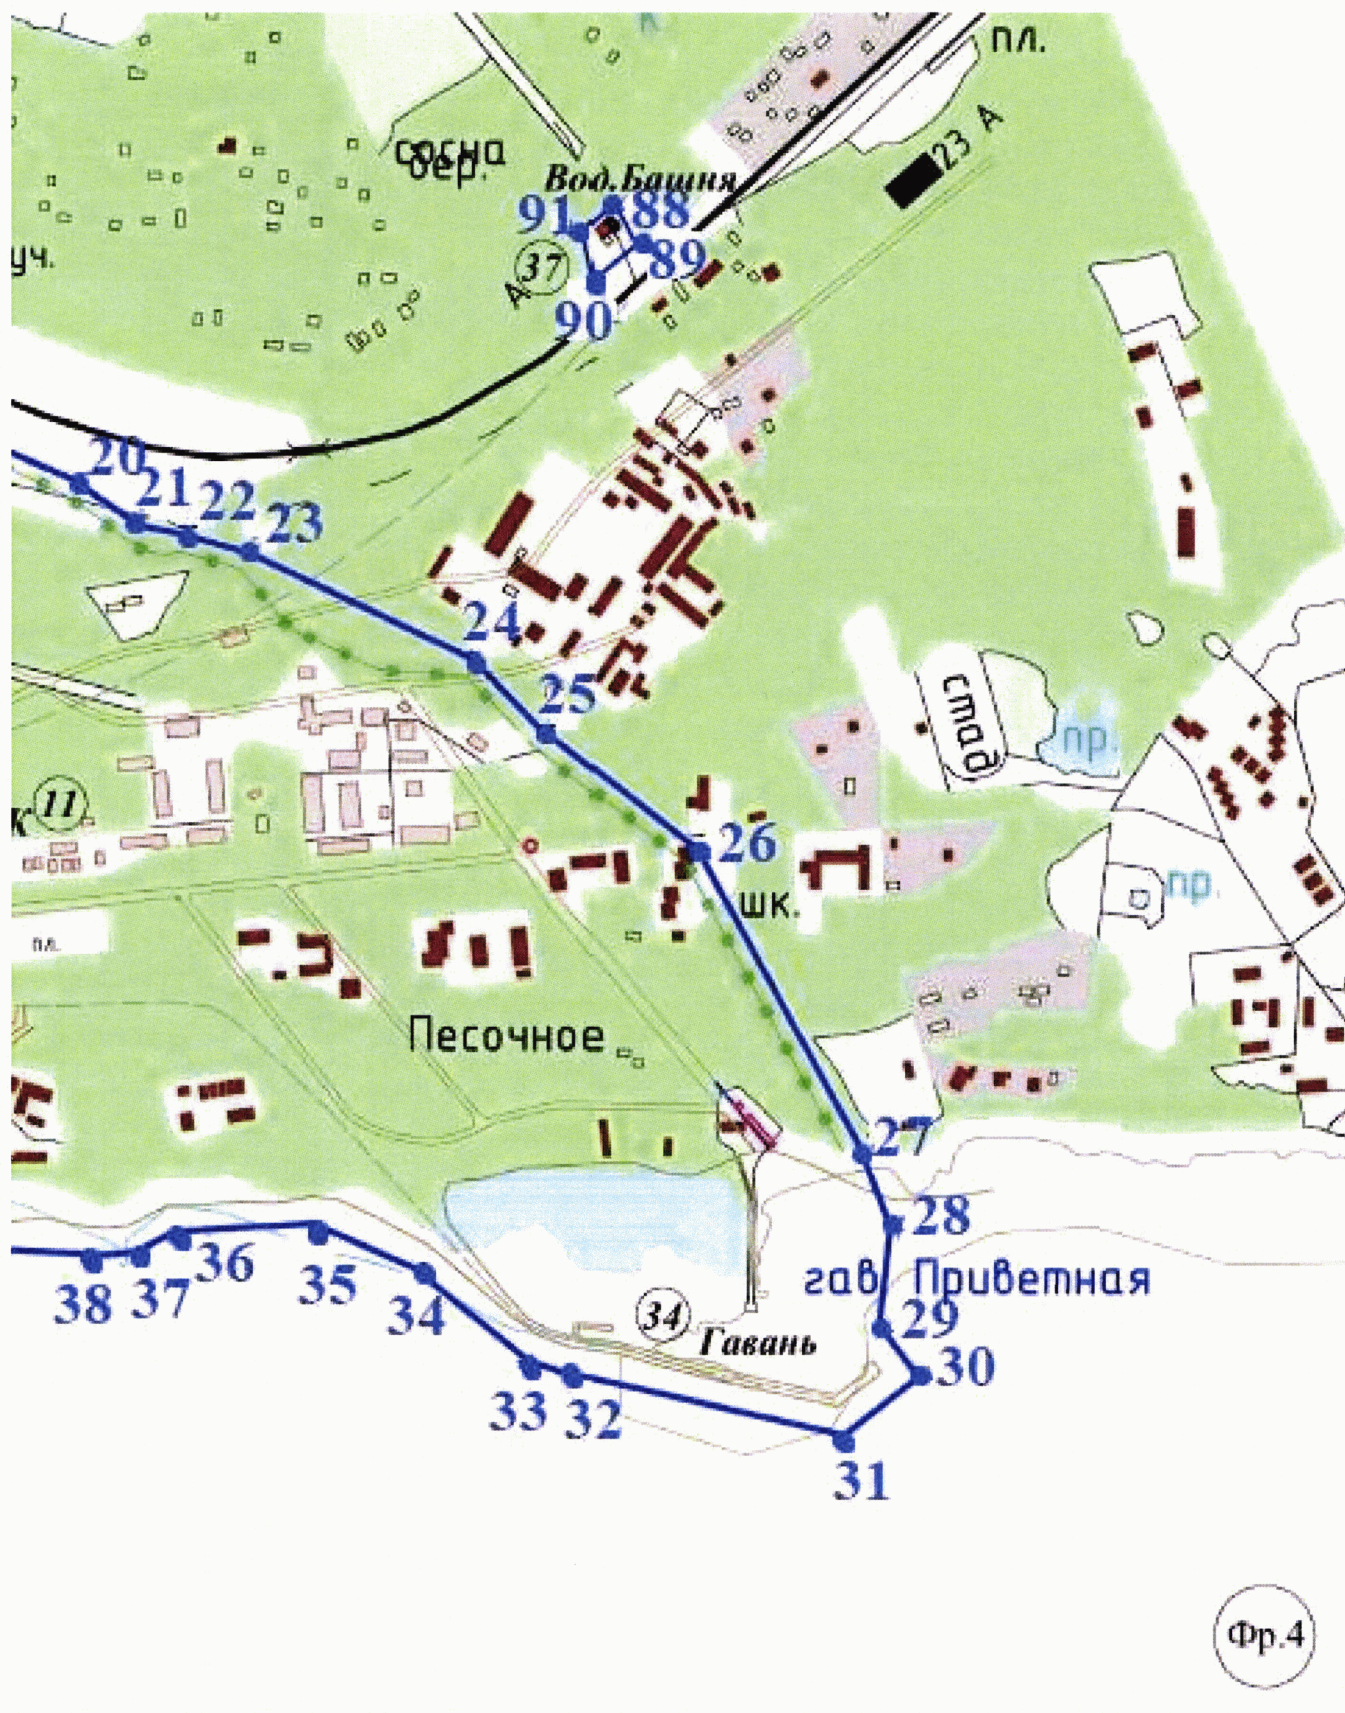 пл.
сосна
бер.
23 А
Вод.Башня
91
88
89
37
А
90
уч.
20
21
22
23
24
25
стад
пр.
К
11
26
шк.
пр.
пл.
Песочное
27
28
36
38
37
35
34
гав. Приветная
34
Гавань
29
30
33
32
31
Фр.4